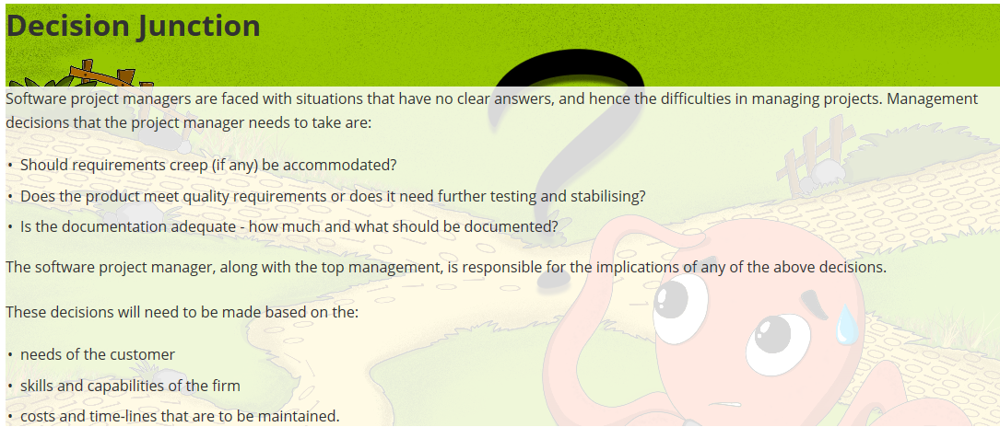 Decision Junction
Software project managers are faced with situations that have no clear answers, and hence the difficulties in managing projects. Management
decisions that the project manager needs to take are:
• Should requirements creep (if any) be accommodated?
• Does the product meet quality requirements or does it need further testing and stabilising?
• Is the documentation adequate - how much and what should be documented?
The software project manager, along with the top management, is responsible for the implications of any of the above decisions.
These decisions will need to be made based on the:
• needs of the customer
• skills and capabilities of the firm
• costs and time-lines that are to be maintained.